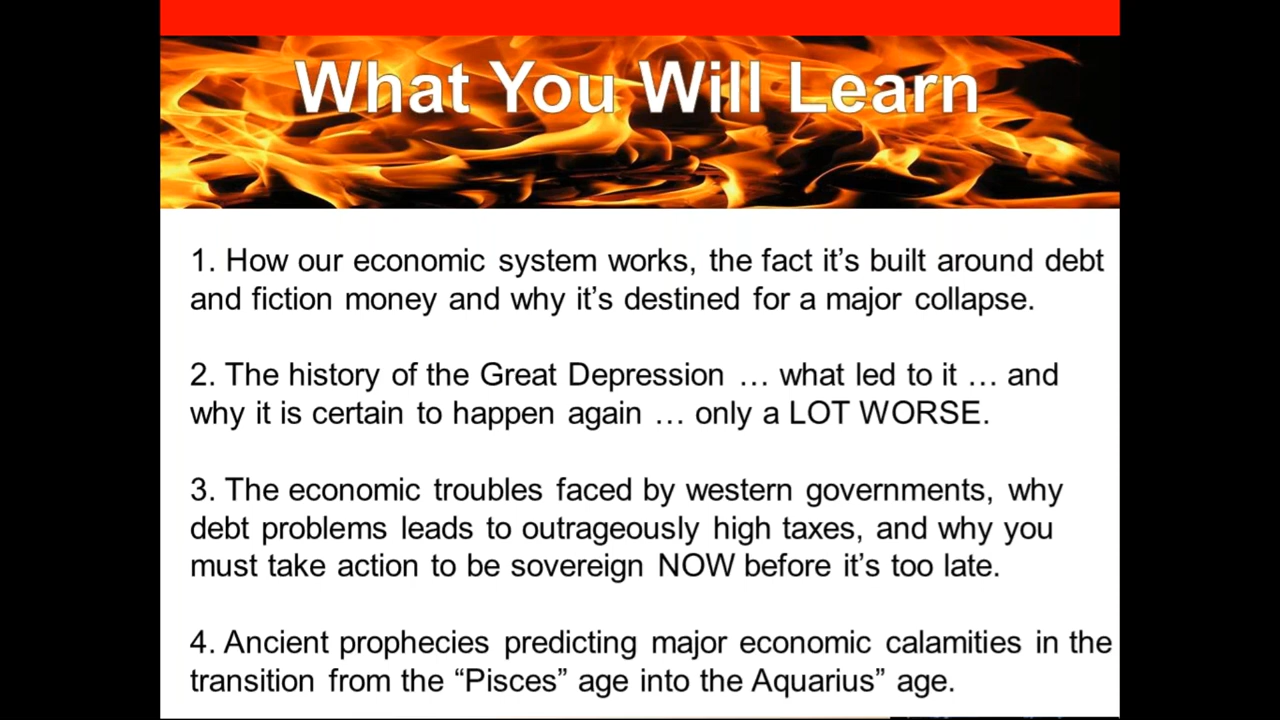 What You Will Learn
1. How our economic system works, the fact it’s built around debt
and fiction money and why it’s destined for a major collapse.
2. The history of the Great Depression … what led to it … and
why it is certain to happen again … only a LOT WORSE.
3. The economic troubles faced by western governments, why
debt problems leads to outrageously high taxes, and why you
must take action to be sovereign NOW before it’s too late.
4. Ancient prophecies predicting major economic calamities in the
transition from the “Pisces” age into the Aquarius” age.